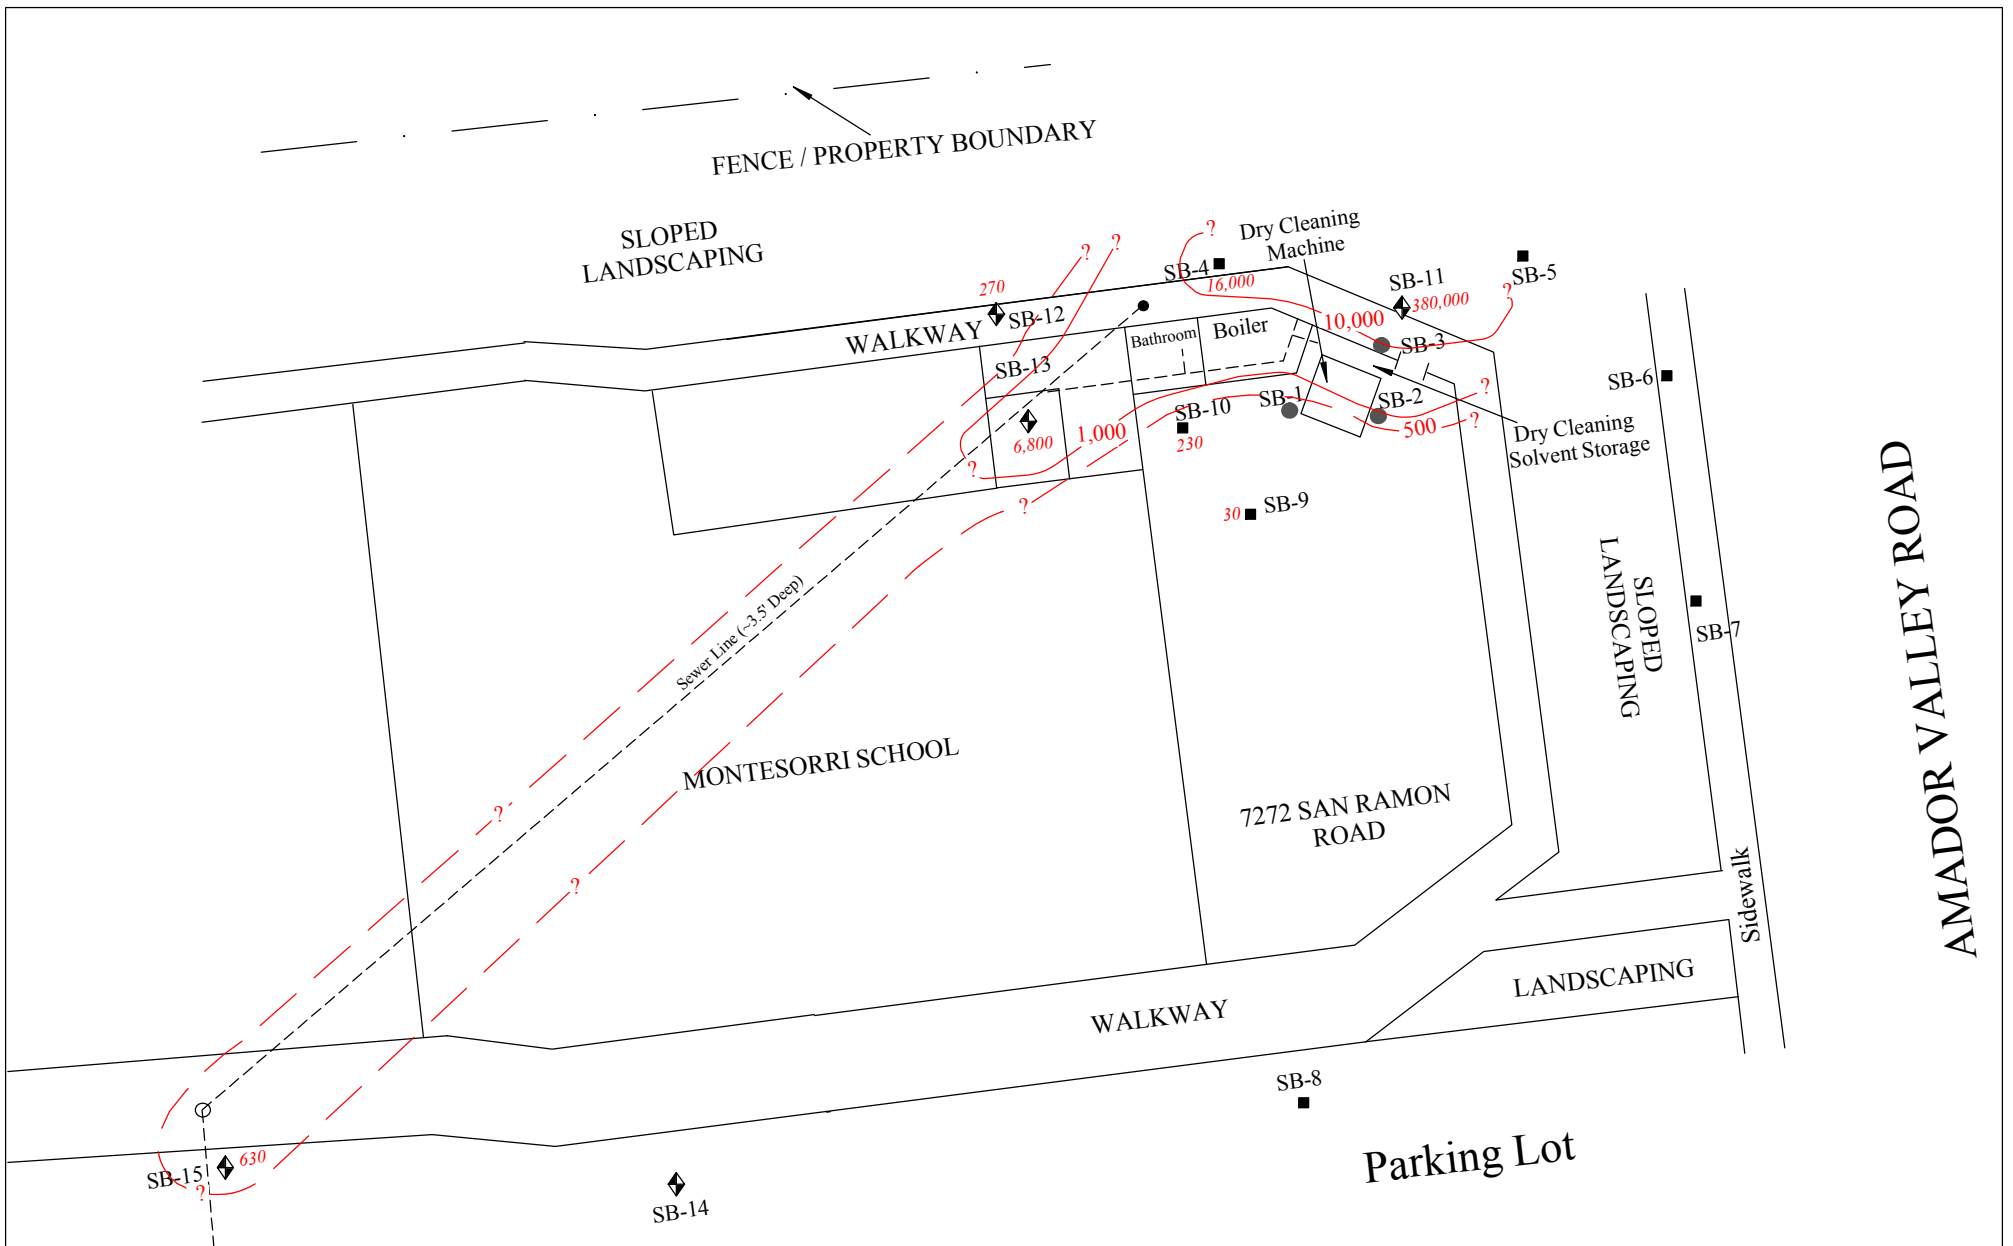 FENCE / PROPERTY BOUNDARY
SLOPED
LANDSCAPING
Dry Cleaning
Machine
?
?
?
SB-4
16,000
SB-5
?
SB-11
380,000
270
SB-12
WALKWAY
10,000
SB-3
Bathroom
Boiler
SB-13
SB-6
?
SB-1
SB-2
SB-10
230
1,000
6,800
?
500
?
Dry Cleaning
Solvent Storage
30
SB-9
?
SLOPED
LANDSCAPING
SB-7
AMADOR VALLEY ROAD
Sewer Line (~3.5' Deep)
MONTESORRI SCHOOL
7272 SAN RAMON
ROAD
?
?
Sidewalk
LANDSCAPING
WALKWAY
SB-8
Parking Lot
SB-15
630
?
SB-14